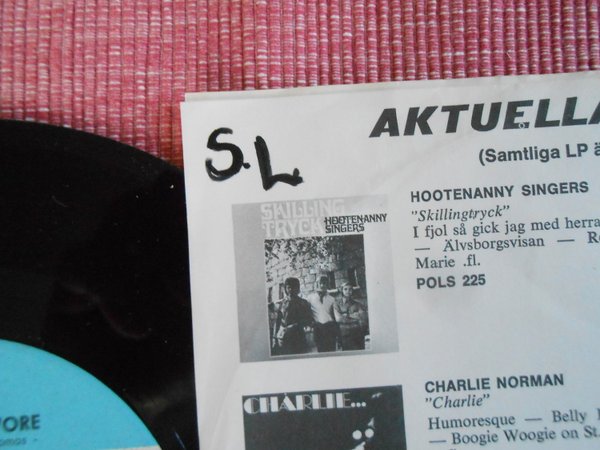 AKTUELLA
(Samtliga LP
S.L.
SKILLING
TRYCK HOOTENANNY
SINGERS
HOOTENANNY SINGERS
"Skillingtryck"
I fjol så gick jag med herra
— Älvsborgsvisan —
Marie .fl.
POLS 225
CHARLIE...
CHARLIE NORMAN
"Charlie"
Humoresque — Belly
— Boogie Woogie on St.